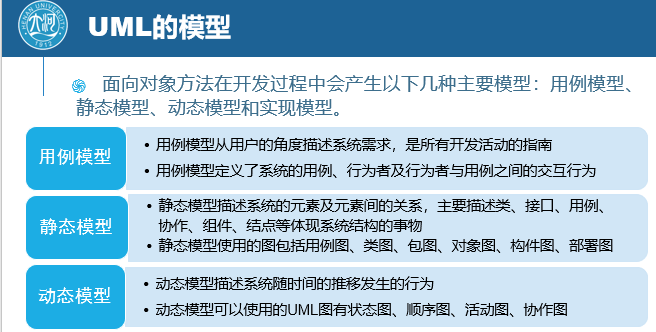 HENAN UNIVERSITY
1912
UML的模型
面向对象方法在开发过程中会产生以下几种主要模型：用例模型、
静态模型、动态模型和实现模型。
用例模型
• 用例模型从用户的角度描述系统需求，是所有开发活动的指南
• 用例模型定义了系统的用例、行为者及行为者与用例之间的交互行为
静态模型
• 静态模型描述系统的元素及元素间的关系，主要描述类、接口、用例、
协作、组件、结点等体现系统结构的事物
• 静态模型使用的图包括用例图、类图、包图、对象图、构件图、部署图
动态模型
• 动态模型描述系统随时间的推移发生的行为
• 动态模型可以使用的UML图有状态图、顺序图、活动图、协作图